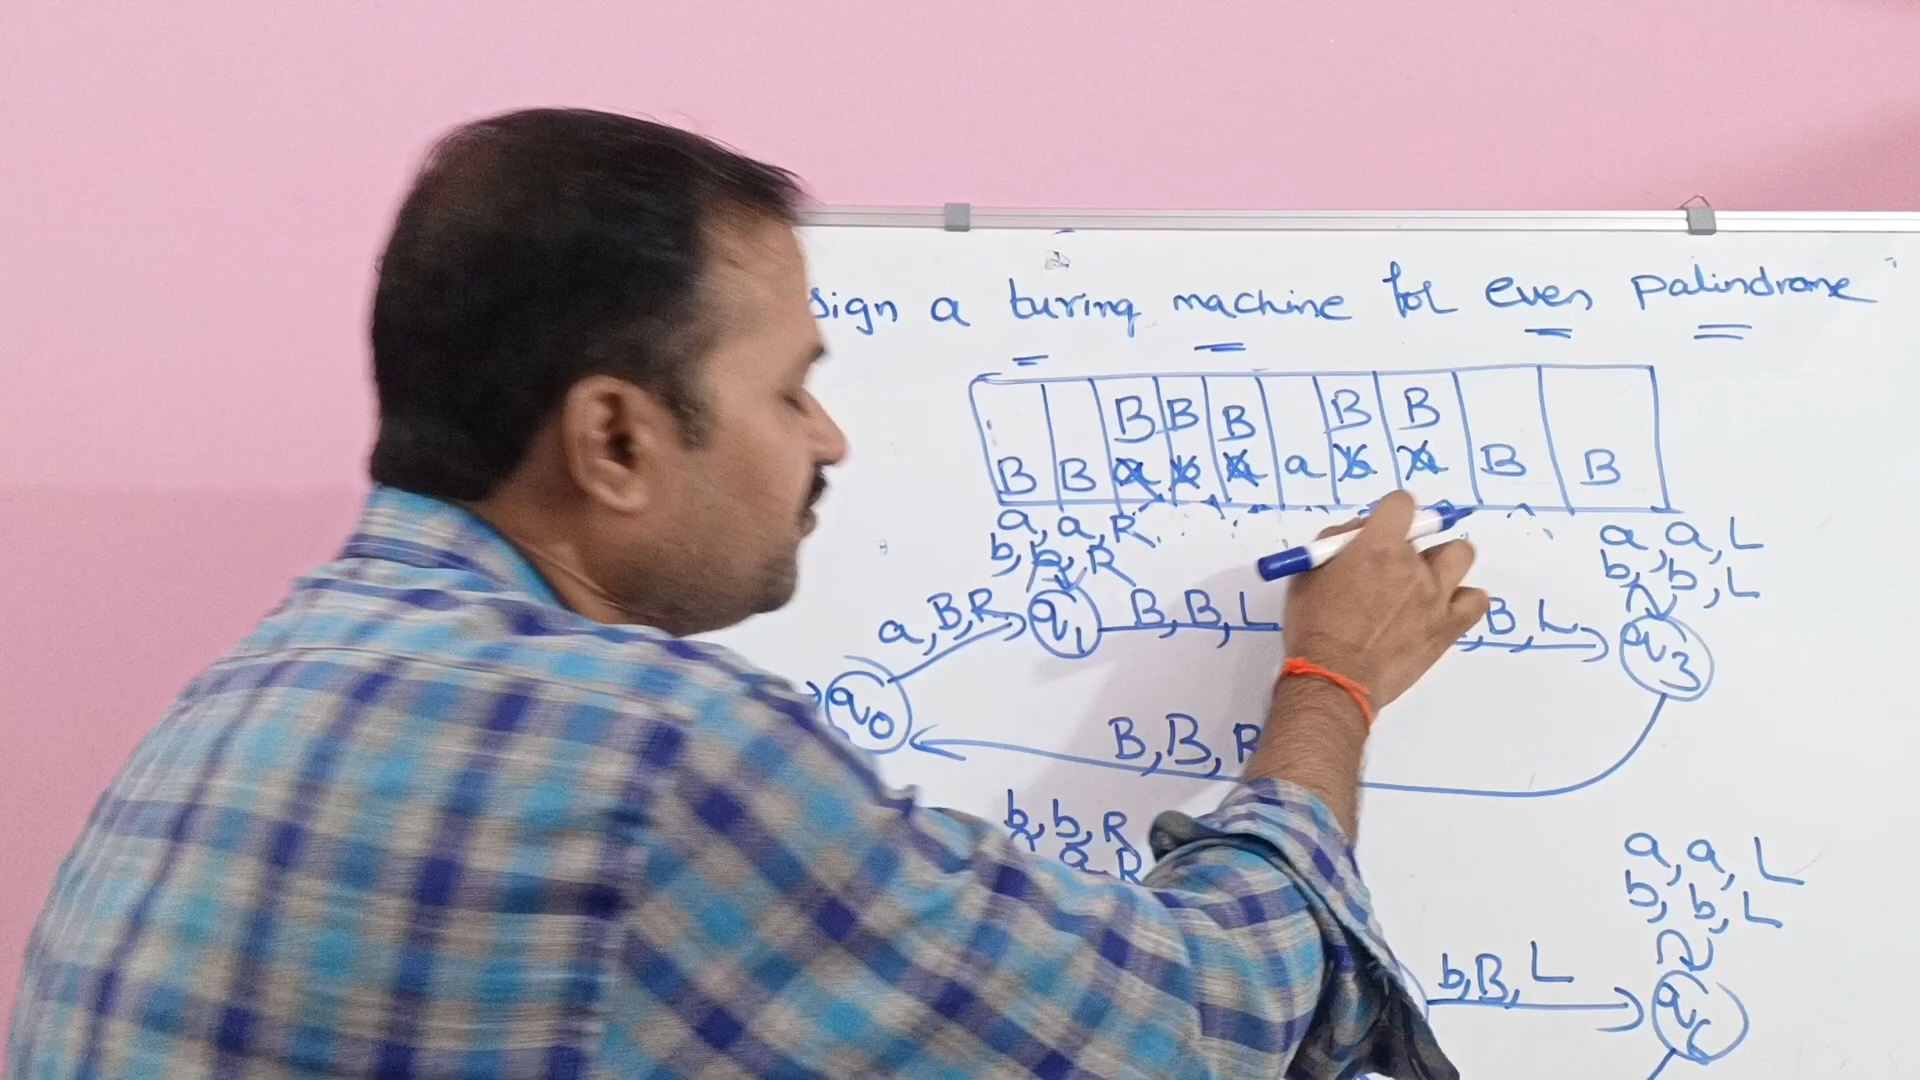 sign a turing machine for even palindrome
B B B B B
B B a b a a b a B B
a, a, R
b, b, R
a, a, L
b, b, L
a, B, R
q1
B, B, L
, B, L
q3
q0
B, B, R
b, b, R
a, R
a, a, L
b, b, L
b, B, L